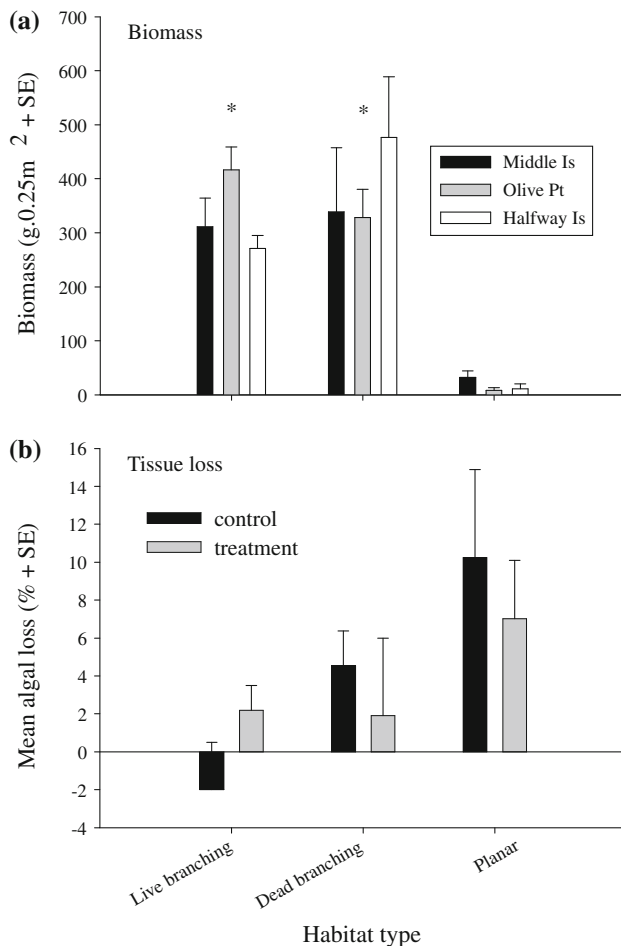 (a)
700
Biomass
600
500
400
300
200
100
0
Biomass (g.0.25m 2 + SE)
*
*
Middle Is
Olive Pt
Halfway Is
(b)
16
Tissue loss
14
12
10
8
6
4
2
0
-2
-4
Mean algal loss (% + SE)
control
treatment
Live branching
Dead branching
Planar
Habitat type